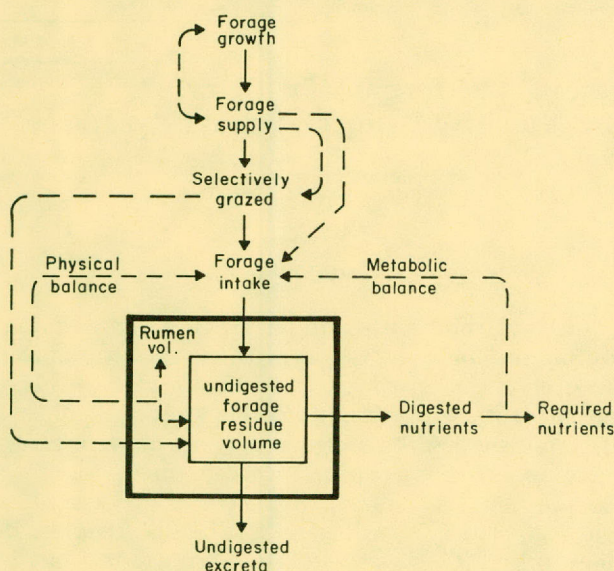 Forage
growth
Forage
supply
Selectively
grazed
Physical
balance
Forage
intake
Metabolic
balance
Rumen
vol.
undigested
forage
residue
volume
Digested
nutrients
Required
nutrients
Undigested
excreta